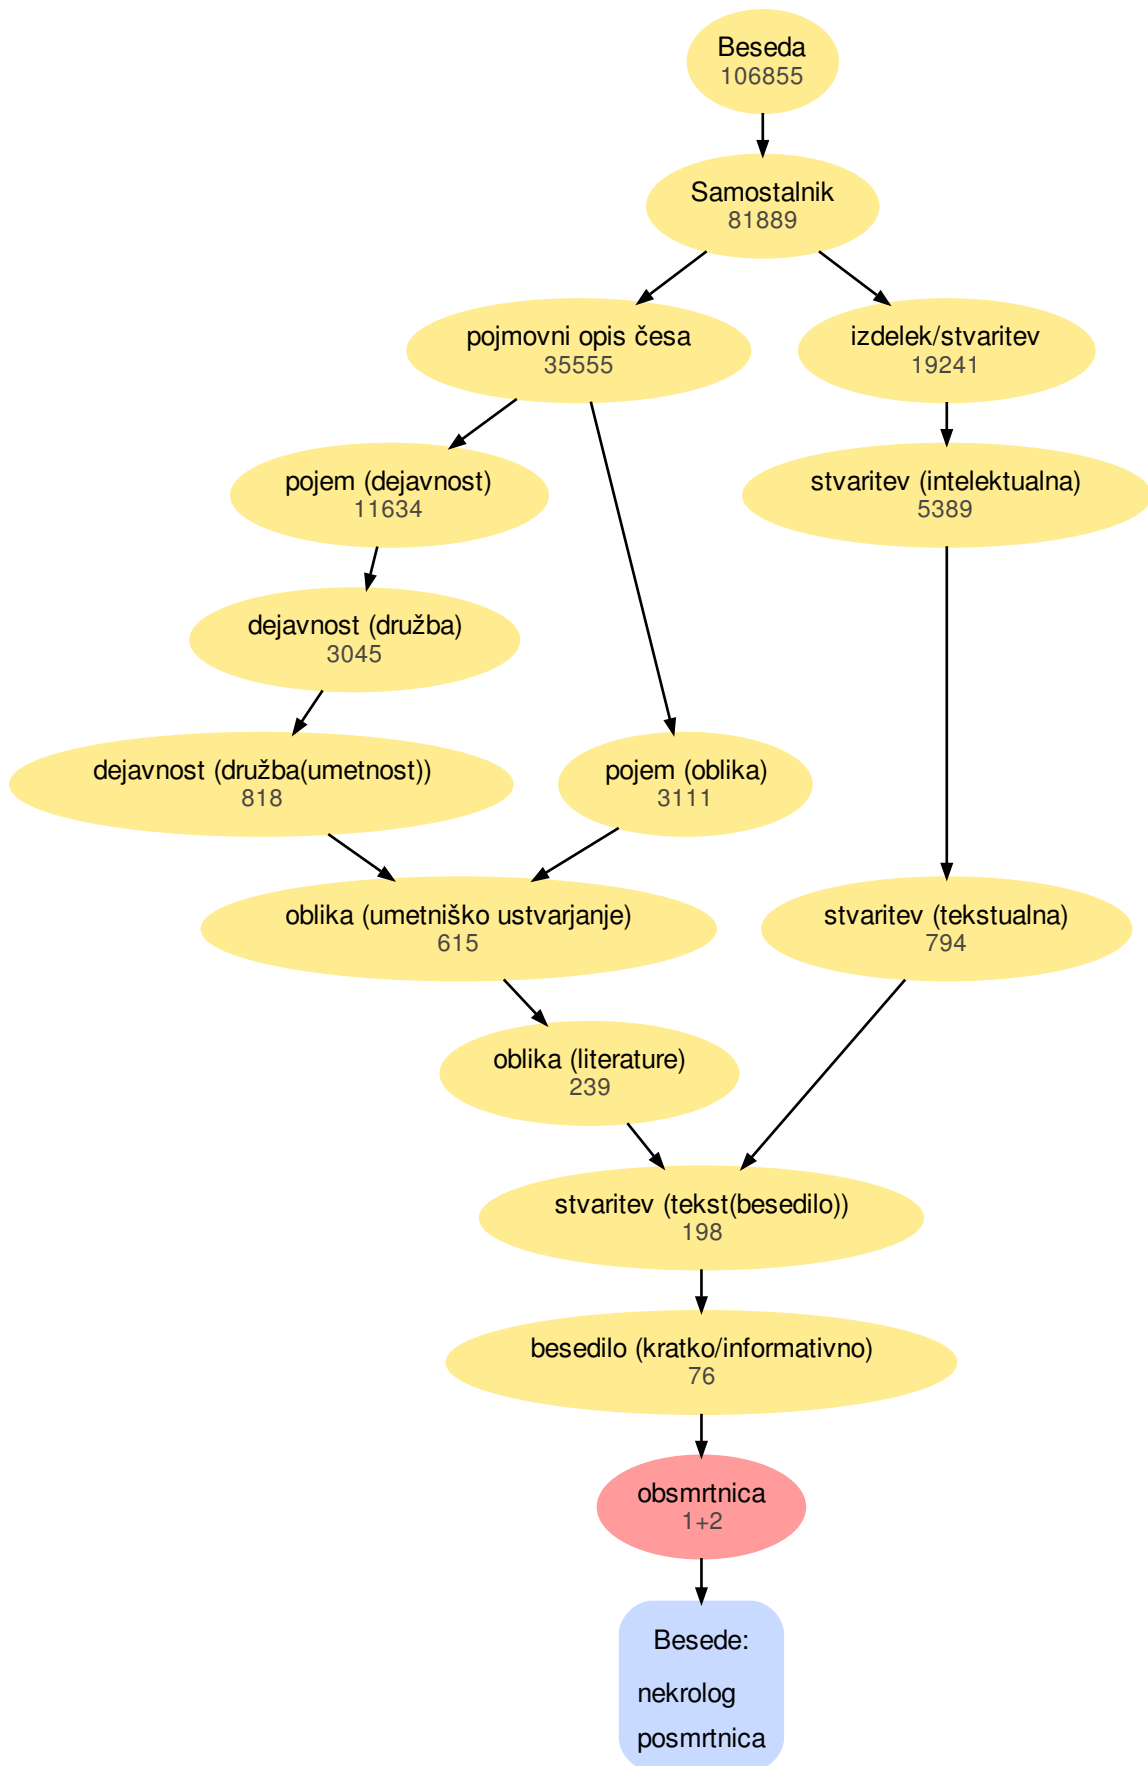 Beseda
106855
Samostalnik
81889
pojmovni opis česa
35555
izdelek/stvaritev
19241
pojem (dejavnost)
11634
stvaritev (intelektualna)
5389
dejavnost (družba)
3045
dejavnost (družba(umetnost))
818
pojem (oblika)
3111
oblika (umetniško ustvarjanje)
615
stvaritev (tekstualna)
794
oblika (literature)
239
stvaritev (tekst(besedilo))
198
besedilo (kratko/informativno)
76
obsmrtnica
1+2
Besede:
nekrolog
posmrtnica